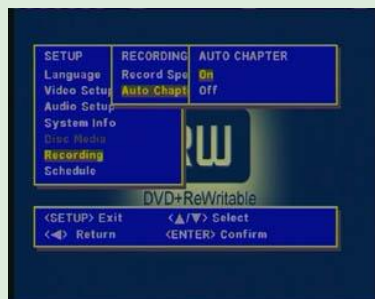 SETUP
Language
Video Setu
Audio Setup
System Info
Disc Media
Recording
Schedule
RECORDING
Record Spe
Auto Chapt
AUTO CHAPTER
On
Off
RW
DVD+ReWritable
<SETUP> Exit <▲/▼> Select
<◀> Return <ENTER> Confirm